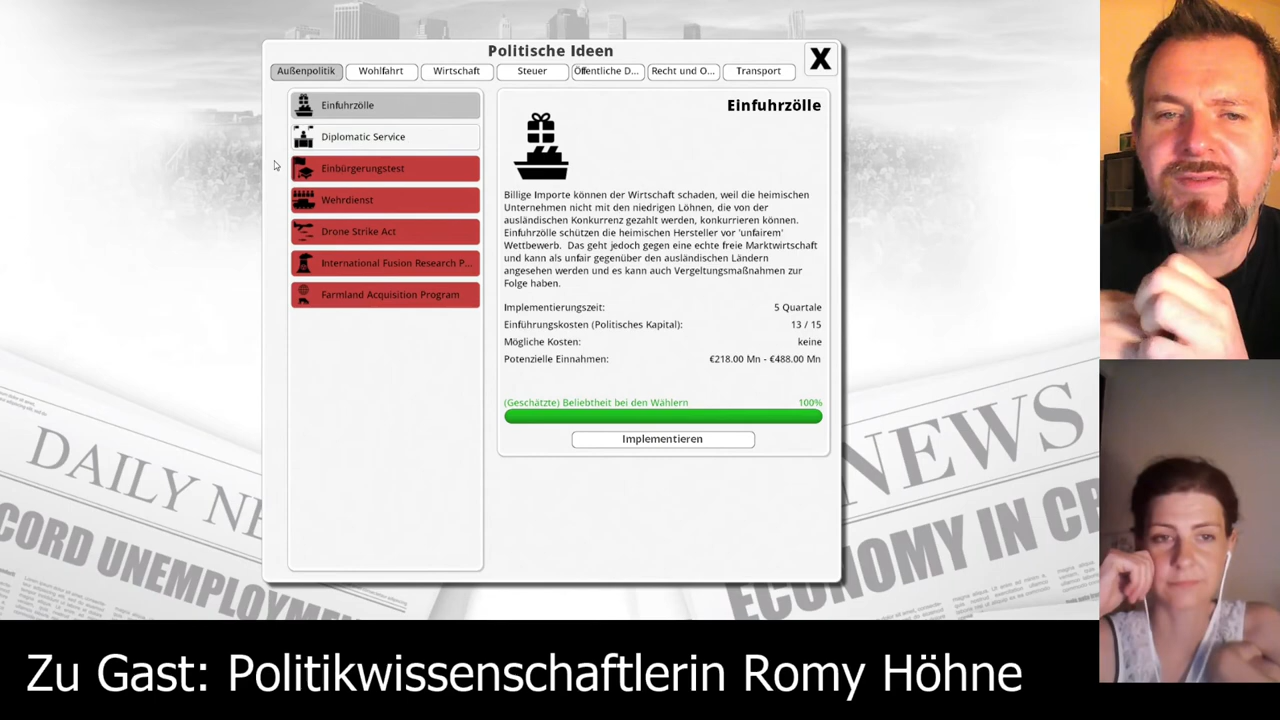 Politische Ideen
X
Außenpolitik
Wohlfahrt
Wirtschaft
Steuer
Öffentliche D...
Recht und O...
Transport
Einfuhrzölle
Diplomatic Service
Einbürgerungstest
Wehrdienst
Drone Strike Act
International Fusion Research P...
Farmland Acquisition Program
Einfuhrzölle
Billige Importe können der Wirtschaft schaden, weil die heimischen
Unternehmen nicht mit den niedrigen Löhnen, die von der
ausländischen Konkurrenz gezahlt werden, konkurrieren können.
Einfuhrzölle schützen die heimischen Hersteller vor 'unfairem'
Wettbewerb. Das geht jedoch gegen eine echte freie Marktwirtschaft
und kann als unfair gegenüber den ausländischen Ländern
angesehen werden und es kann auch Vergeltungsmaßnahmen zur
Folge haben.
Implementierungszeit: 5 Quartale
Einführungskosten (Politisches Kapital): 13 / 15
Mögliche Kosten: keine
Potenzielle Einnahmen: €218.00 Mn - €488.00 Mn
(Geschätzte) Beliebtheit bei den Wählern 100%
Implementieren
DAILY NE
CORD UNEMPLOYME
NEWS
ECONOMY IN CR
Zu Gast: Politikwissenschaftlerin Romy Höhne